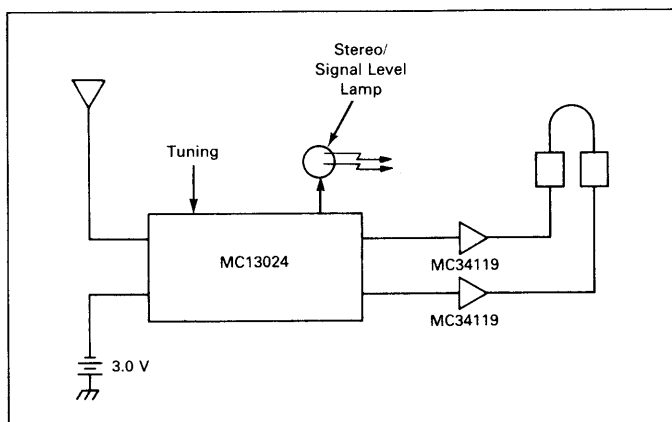 Stereo/
Signal Level
Lamp
Tuning
MC13024
MC34119
MC34119
3.0 V